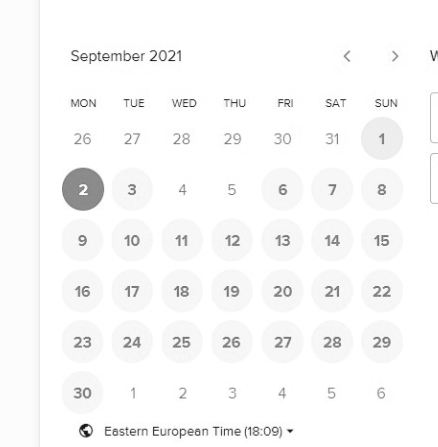 September 2021
W
MON TUE WED THU FRI SAT SUN
26 27 28 29 30 31 1
2 3 4 5 6 7 8
9 10 11 12 13 14 15
16 17 18 19 20 21 22
23 24 25 26 27 28 29
30 1 2 3 4 5 6
Eastern European Time (18:09)